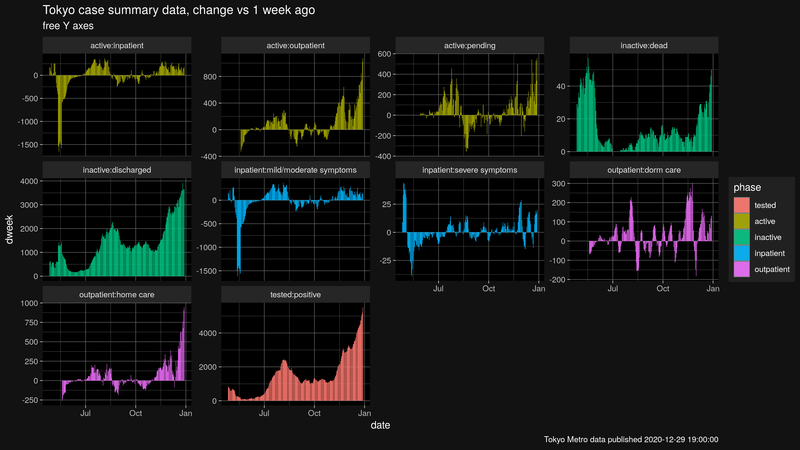 Tokyo case summary data, change vs 1 week ago
free Y axes
active:inpatient
active:outpatient
active:pending
inactive:dead
0
-500
-1000
-1500
800
400
0
-400
600
400
200
0
-200
-400
40
20
0
inactive:discharged
inpatient:mild/moderate symptoms
inpatient:severe symptoms
outpatient:dorm care
4000
3000
2000
1000
0
0
-500
-1000
-1500
25
0
-25
300
200
100
0
-100
-200
Jul Oct Jan
Jul Oct Jan
outpatient:home care
tested:positive
1000
750
500
250
0
-250
4000
2000
0
Jul Oct Jan
Jul Oct Jan
dweek
date
phase
tested
active
inactive
inpatient
outpatient
Tokyo Metro data published 2020-12-29 19:00:00